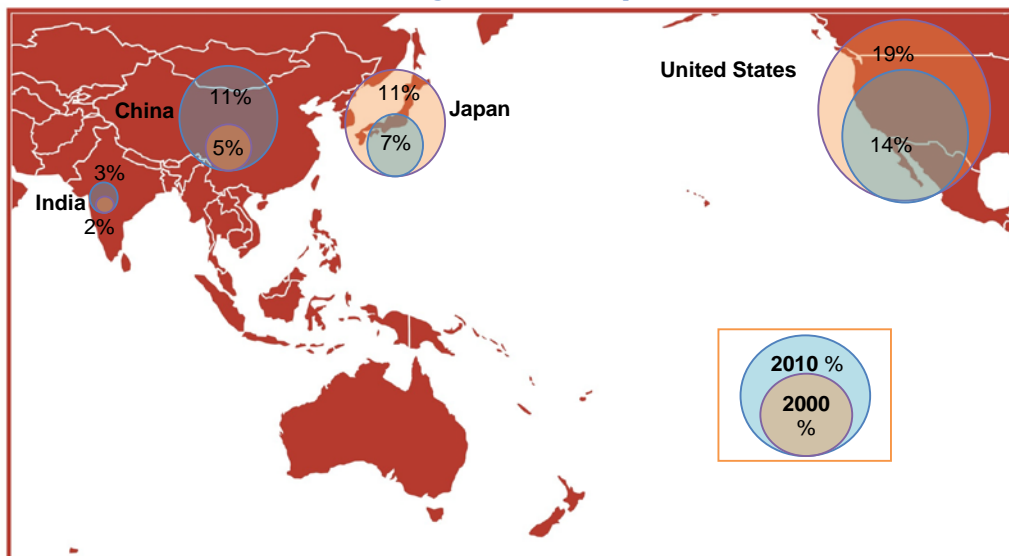 19%
United States
11%
11%
China
Japan
7%
5%
14%
3%
India
2%
2010 %
2000
%